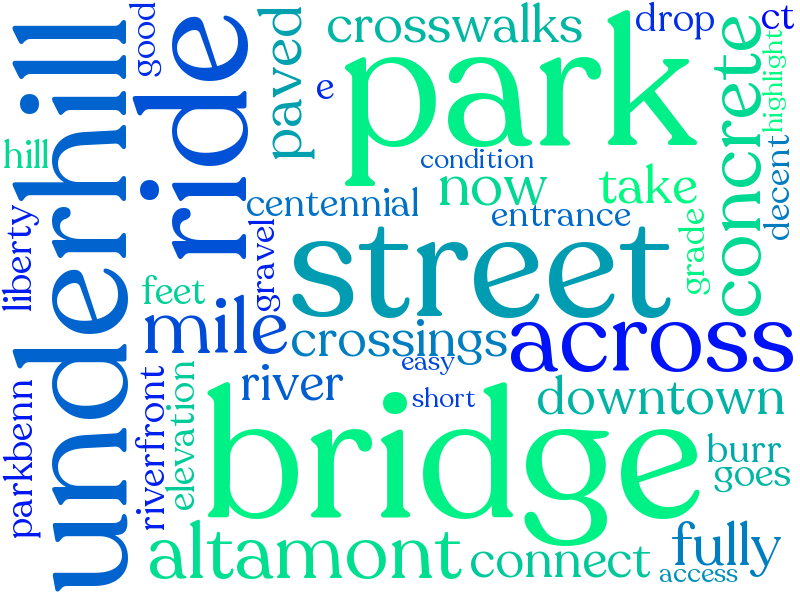 good
crosswalks
drop
ct
underhill
ride
paved
e
park
concrete
highlight
hill
condition
now
take
decent
centennial
entrance
liberty
gravel
street
grade
feet
mile
crossings
across
easy
parkbenn
riverfront
elevation
river
short
downtown
bridge
burr
goes
altamont
connect
fully
access